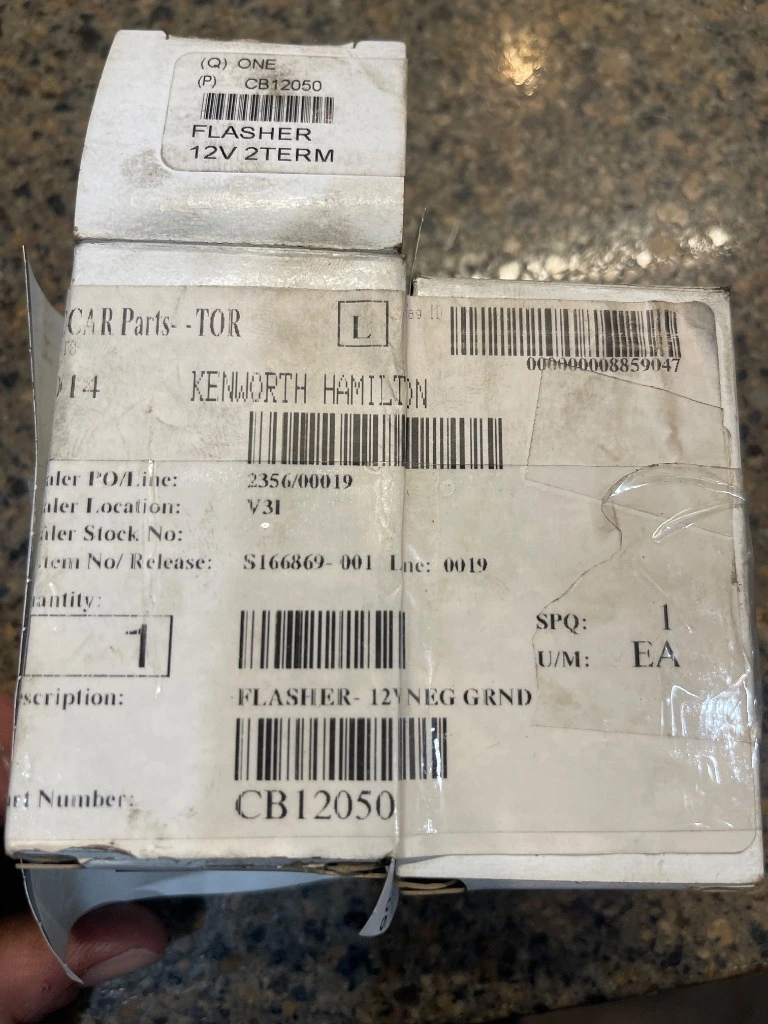 (Q) ONE
(P) CB12050
FLASHER
12V 2TERM
CAR Parts- -TOR
L
000000008859047
14 KENWORTH HAMILTON
aler PO/Line: 2356/00019
aler Location: V31
aler Stock No:
tem No/ Release: S166869- 001 Lne: 0019
antity:
1
SPQ: 1
U/M: EA
scription: FLASHER- 12V NEG GRND
rt Number: CB12050